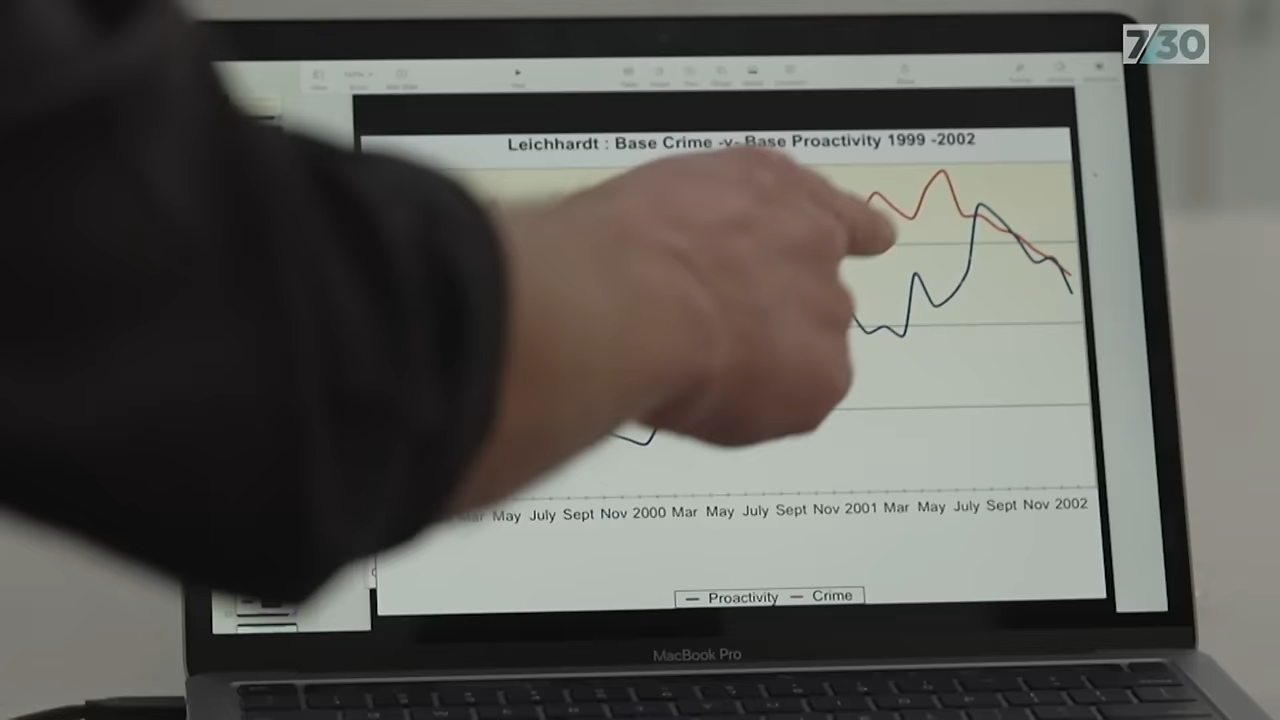 7/30
Leichhardt : Base Crime -v- Base Proactivity 1999 -2002
Mar May July Sept Nov 2000 Mar May July Sept Nov 2001 Mar May July Sept Nov 2002
Proactivity Crime
MacBook Pro